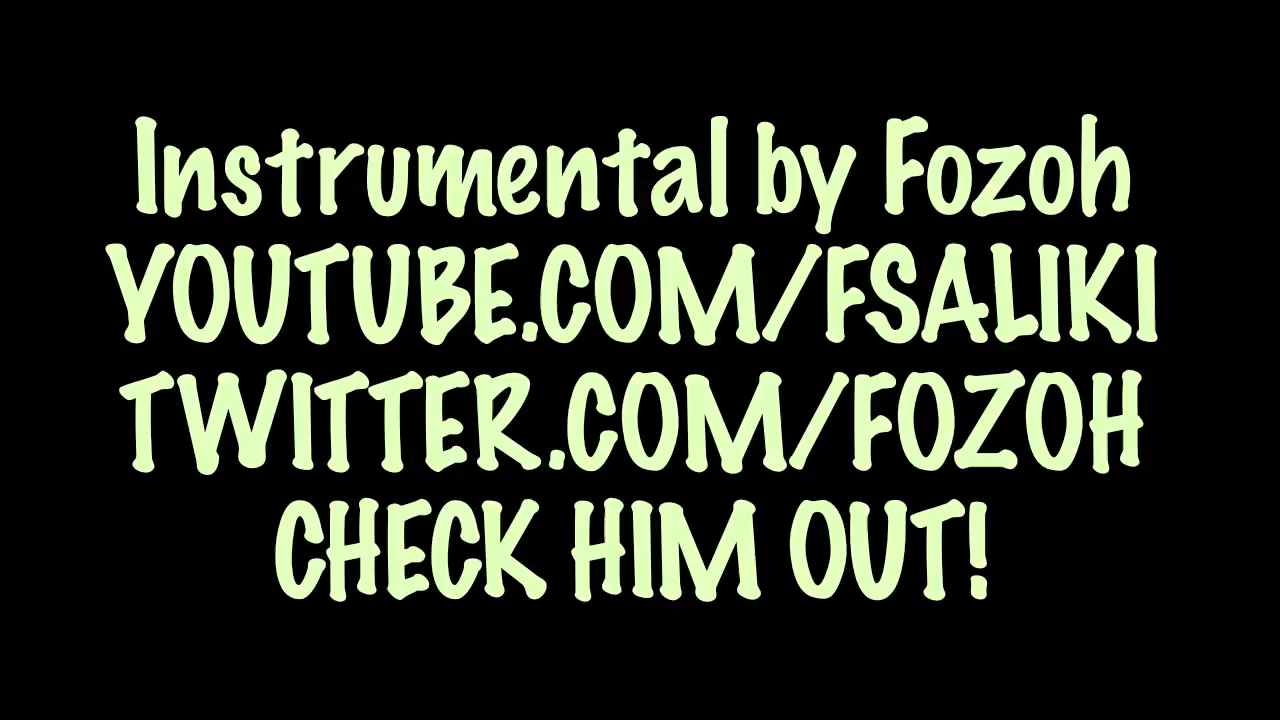 Instrumental by Fozoh
YOUTUBE.COM/FSALIKI
TWITTER.COM/FOZOH
CHECK HIM OUT!